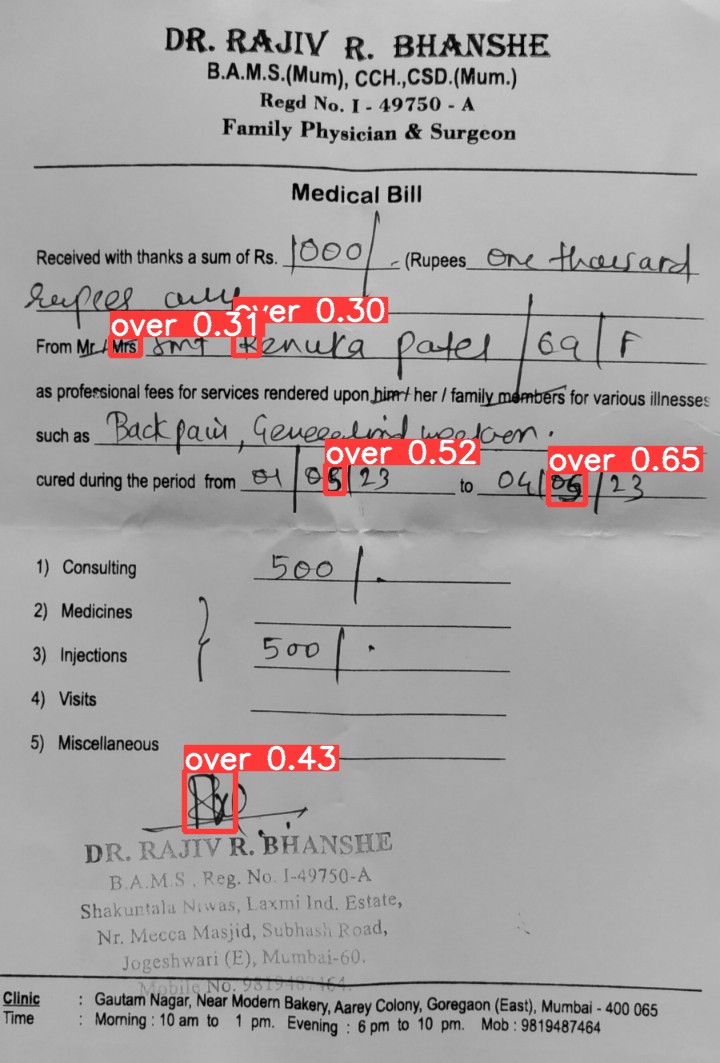 DR. RAJIV R. BHANSHE
B.A.M.S.(Mum), CCH.,CSD.(Mum.)
Regd No. I - 49750 - A
Family Physician & Surgeon
Medical Bill
Received with thanks a sum of Rs. 1000/- (Rupees one thousand
rupees only
over 0.31 over 0.30
From Mr./Mrs Smt Renuka Patel /69/F
as professional fees for services rendered upon him / her / family members for various illnesses
such as Back pain,
over 0.52 over 0.65
cured during the period from 01/05/23 to 04/05/23
1) Consulting 500/.
2) Medicines
3) Injections 500/.
4) Visits
5) Miscellaneous
over 0.43
DR. RAJIV R. BHANSHE
B.A.M.S., Reg. No. I-49750-A
Shakuntala Niwas, Laxmi Ind. Estate,
Nr. Mecca Masjid, Subhash Road,
Jogeshwari (E), Mumbai-60.
Mobile No. 9819487464.
Clinic : Gautam Nagar, Near Modern Bakery, Aarey Colony, Goregaon (East), Mumbai - 400 065
Time : Morning : 10 am to 1 pm. Evening : 6 pm to 10 pm. Mob : 9819487464